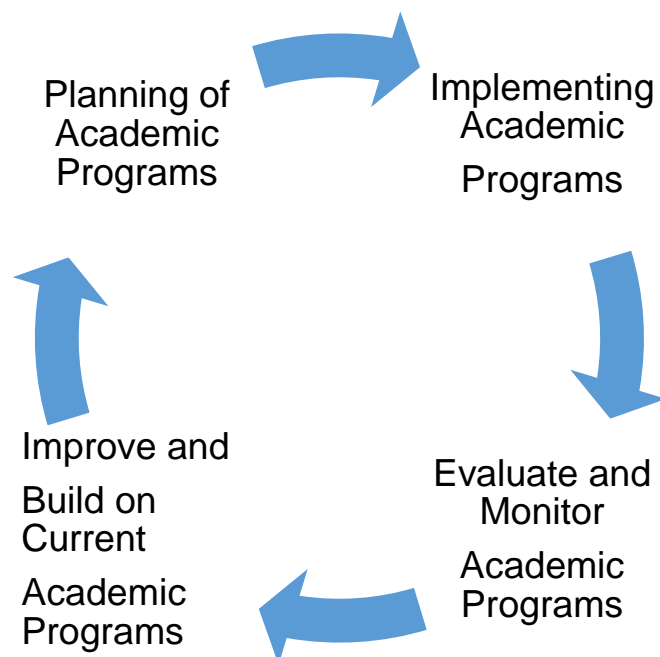 Planning of
Academic
Programs
Implementing
Academic
Programs
Evaluate and
Monitor
Academic
Programs
Improve and
Build on
Current
Academic
Programs